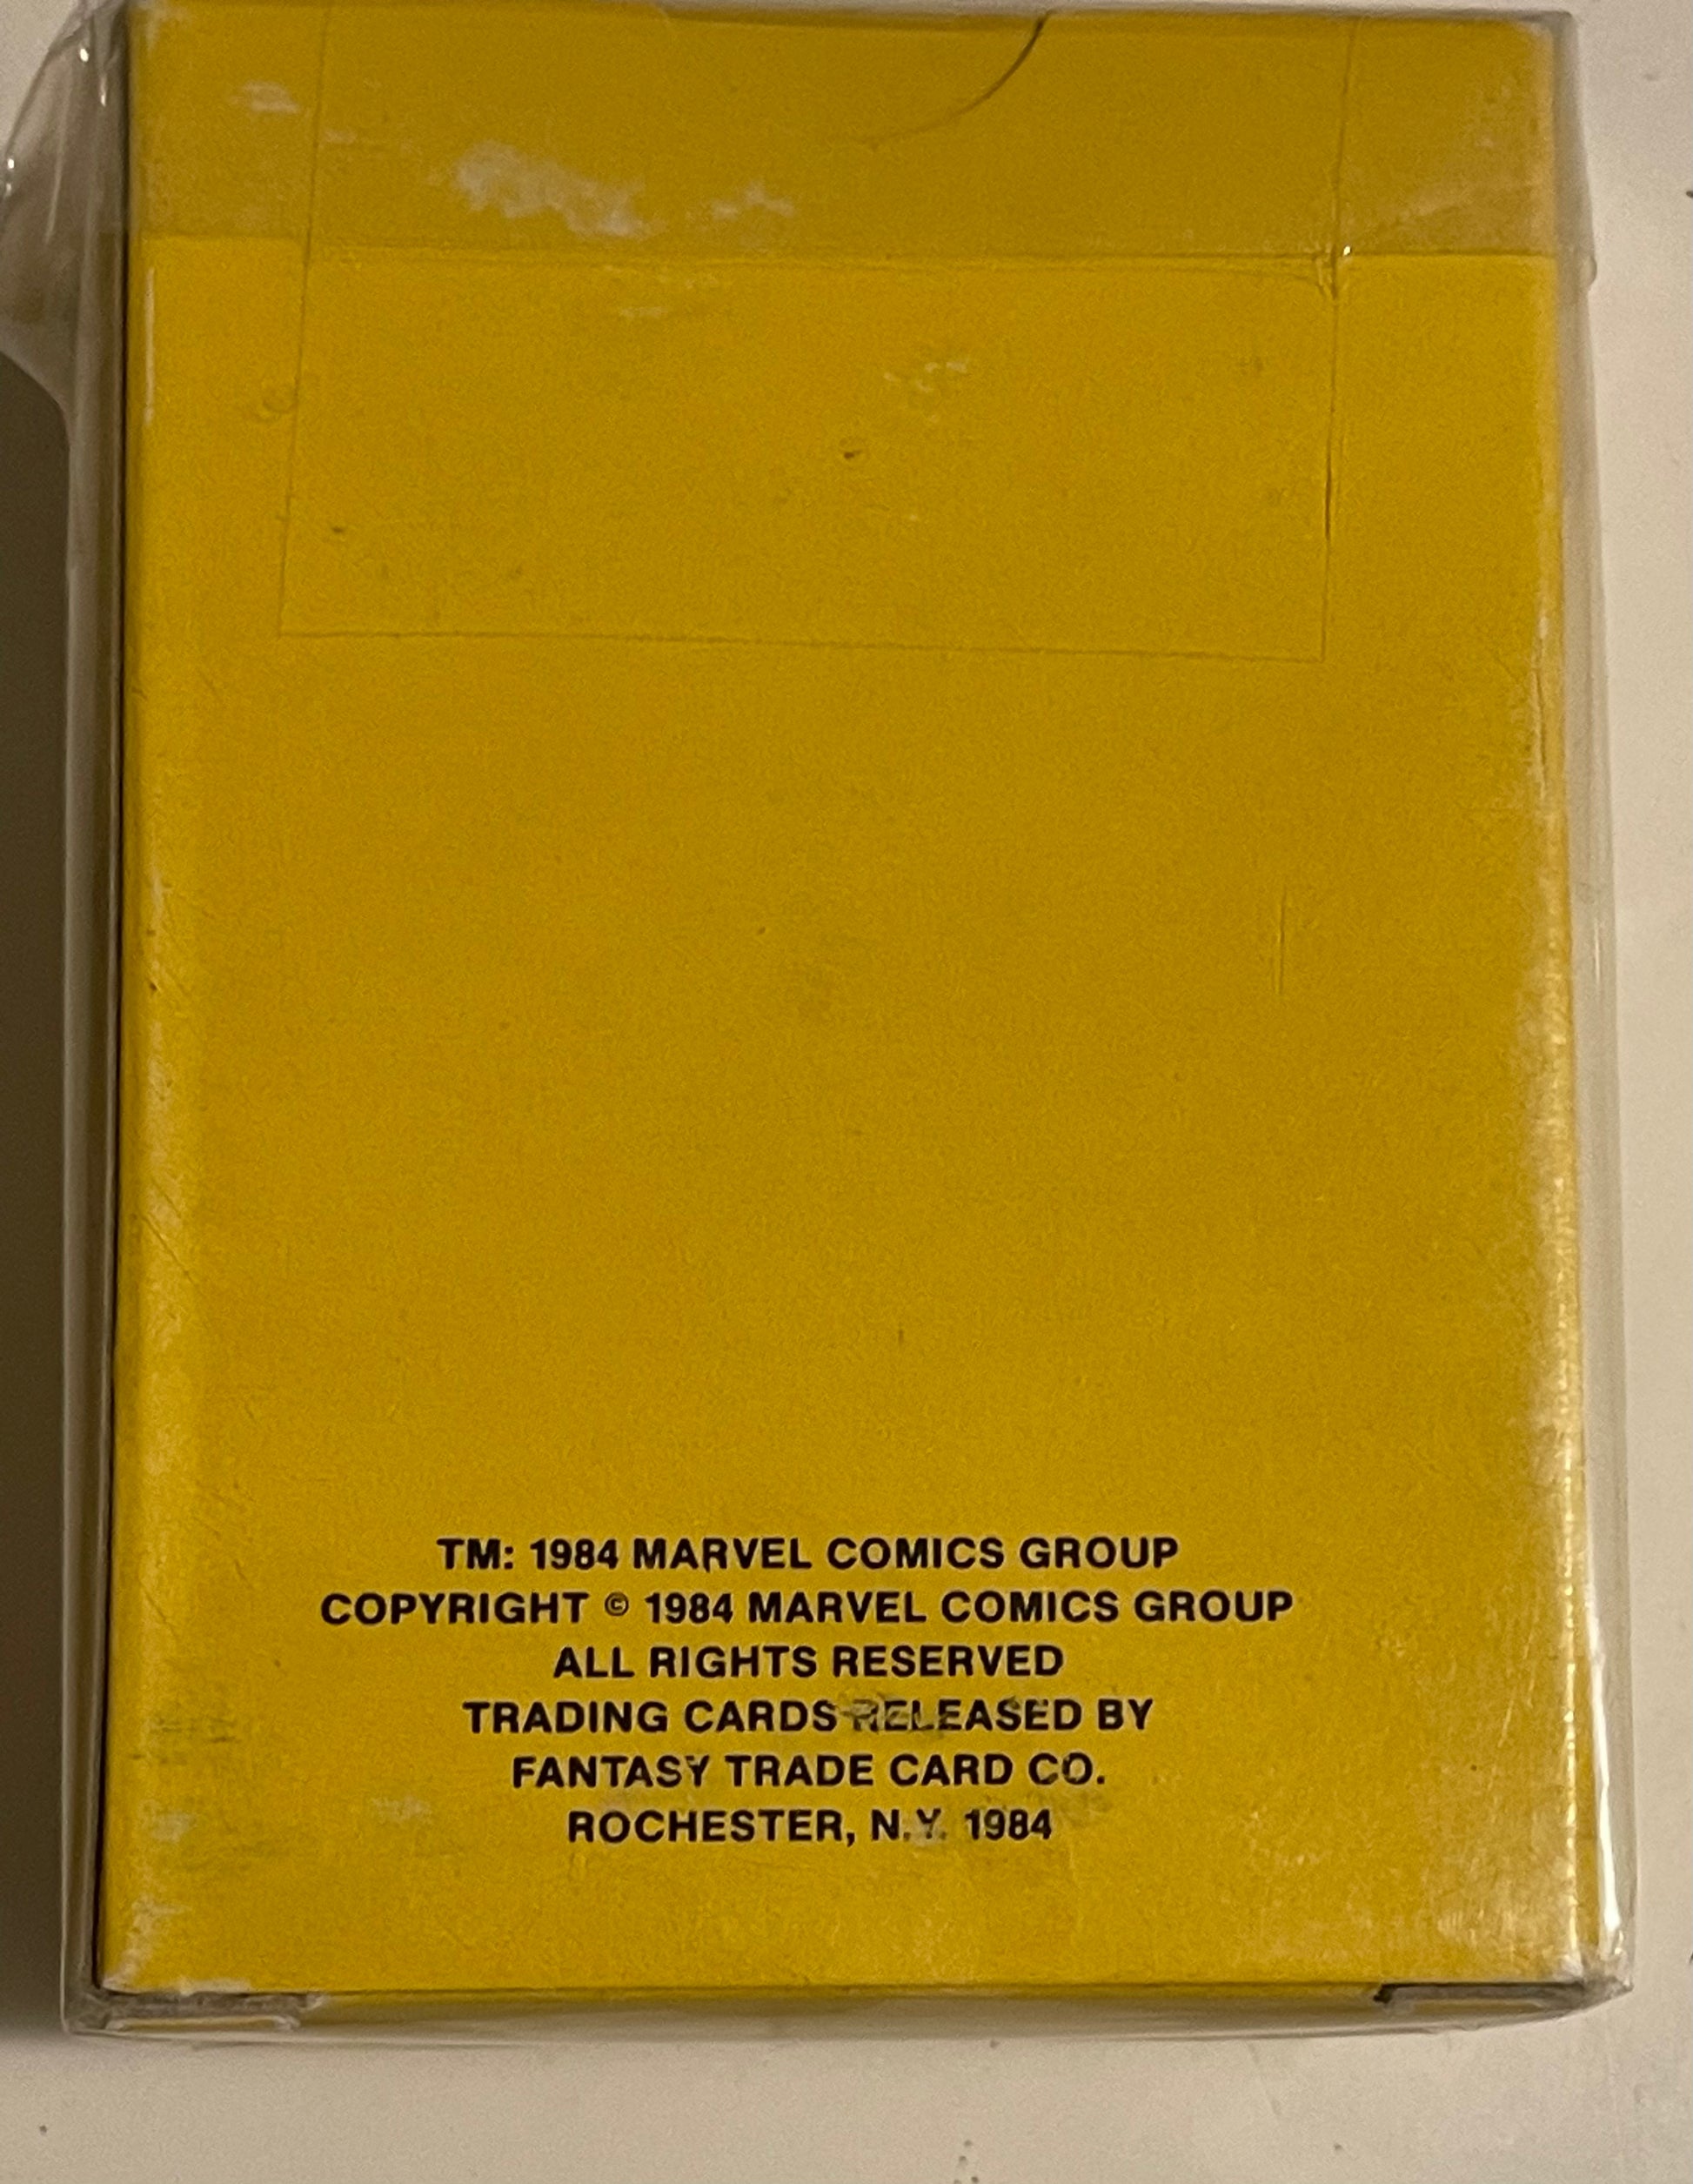 TM: 1984 MARVEL COMICS GROUP
COPYRIGHT © 1984 MARVEL COMICS GROUP
ALL RIGHTS RESERVED
TRADING CARDS RELEASED BY
FANTASY TRADE CARD CO.
ROCHESTER, N.Y. 1984